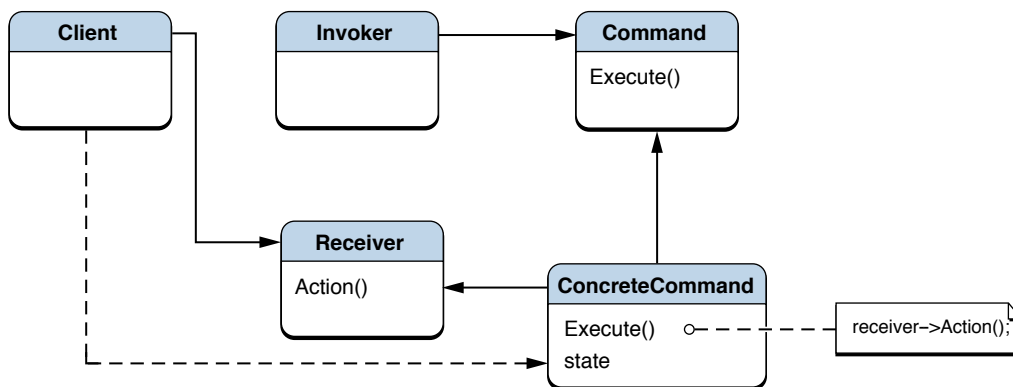 Client
Invoker
Command
Execute()
Receiver
Action()
ConcreteCommand
Execute()
state
receiver->Action();